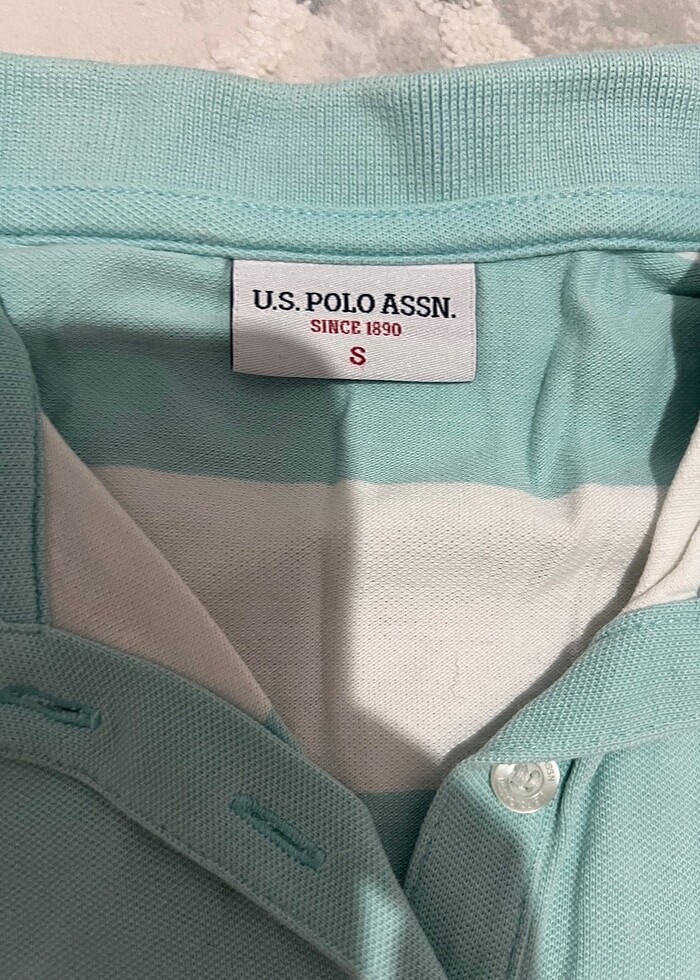 U.S. POLO ASSN.
SINCE 1890
S